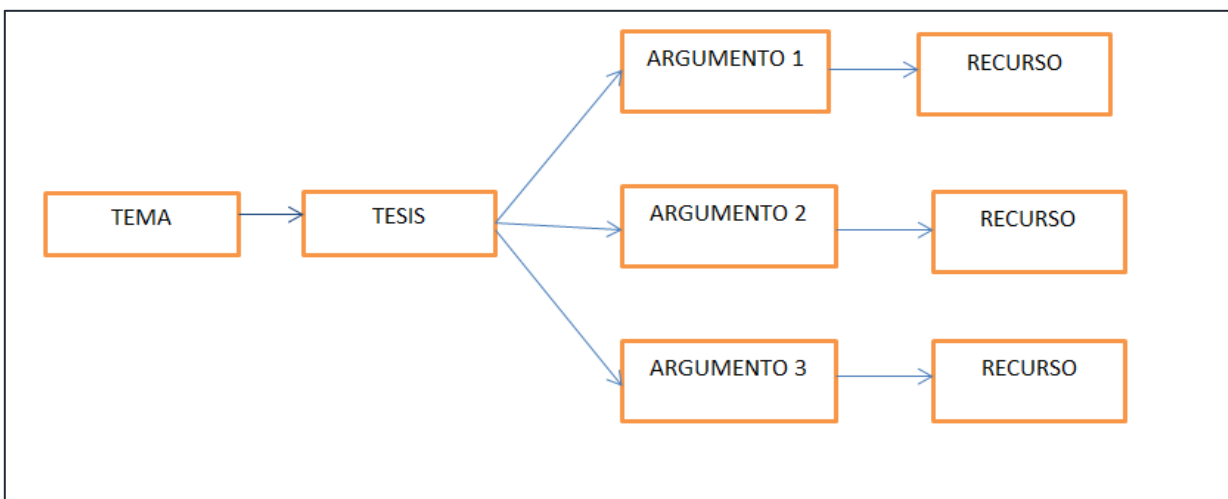 ARGUMENTO 1
RECURSO
TEMA
TESIS
ARGUMENTO 2
RECURSO
ARGUMENTO 3
RECURSO